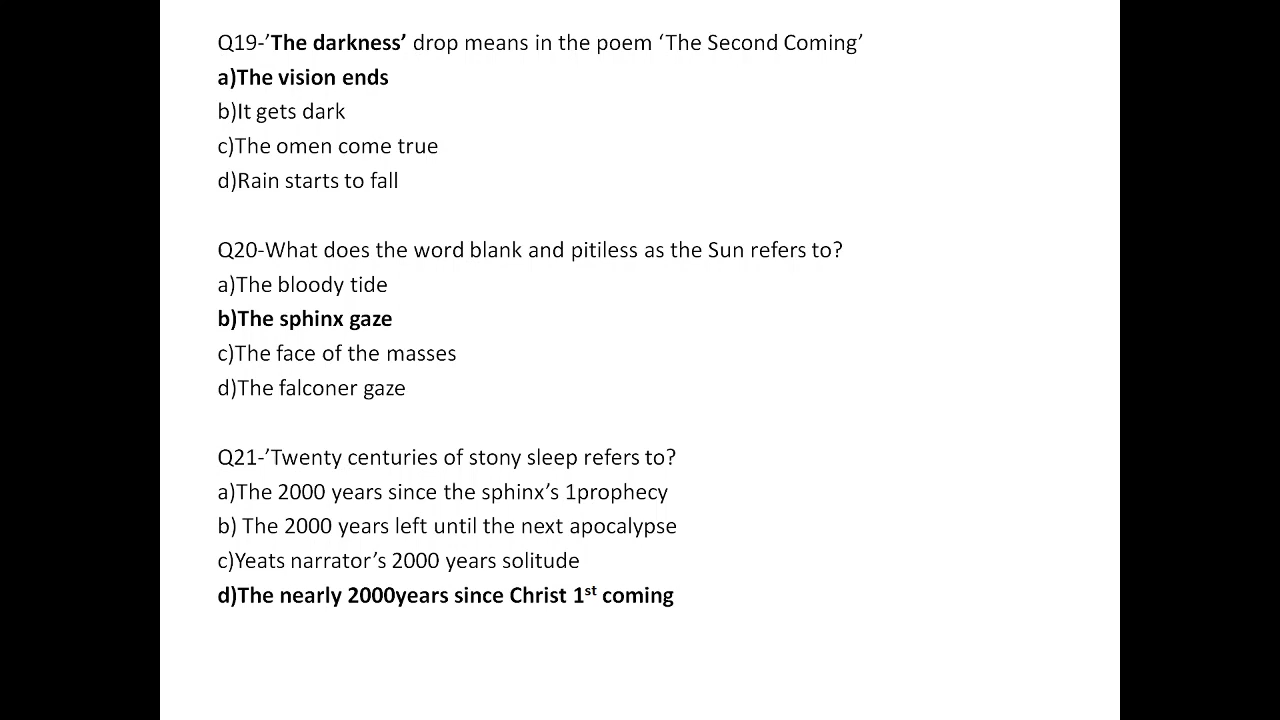 Q19-’The darkness’ drop means in the poem ‘The Second Coming’
a)The vision ends
b)It gets dark
c)The omen come true
d)Rain starts to fall
Q20-What does the word blank and pitiless as the Sun refers to?
a)The bloody tide
b)The sphinx gaze
c)The face of the masses
d)The falconer gaze
Q21-’Twenty centuries of stony sleep refers to?
a)The 2000 years since the sphinx’s 1prophecy
b) The 2000 years left until the next apocalypse
c)Yeats narrator’s 2000 years solitude
d)The nearly 2000years since Christ 1st coming